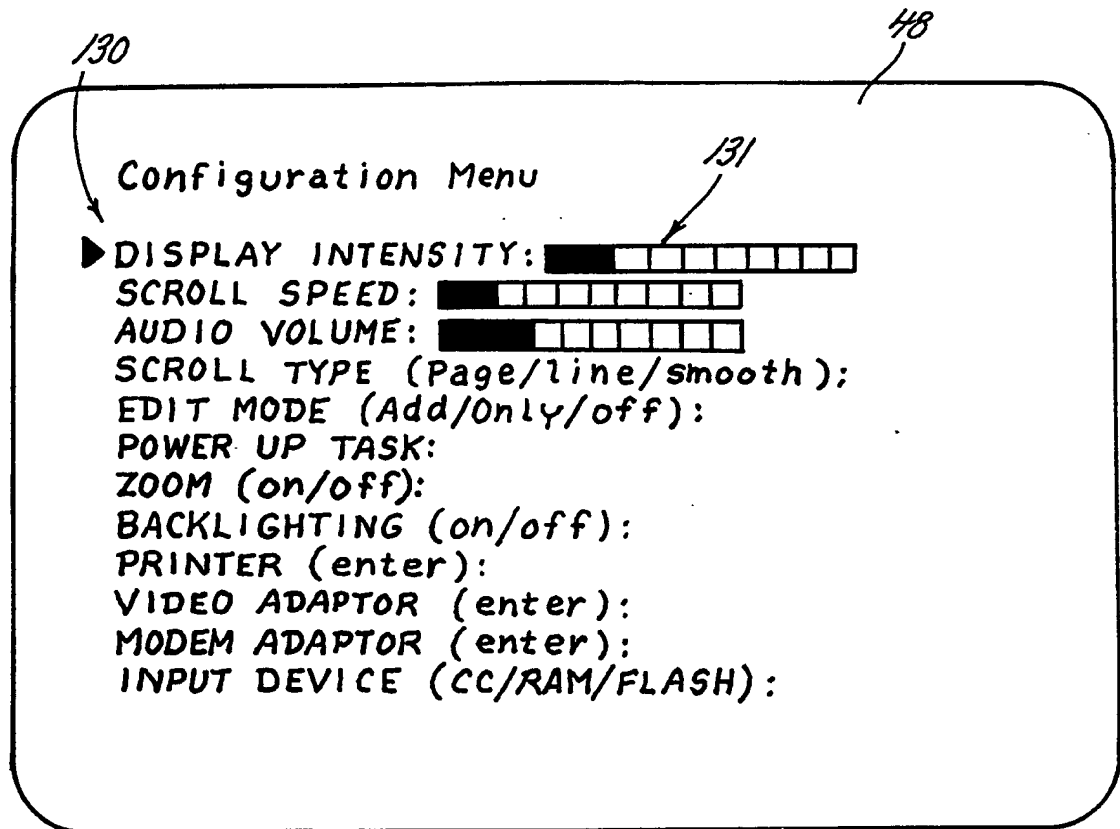 130
48
131
Configuration Menu
DISPLAY INTENSITY:
SCROLL SPEED:
AUDIO VOLUME:
SCROLL TYPE (Page/line/smooth):
EDIT MODE (Add/Only/off):
POWER UP TASK:
ZOOM (on/off):
BACKLIGHTING (on/off):
PRINTER (enter):
VIDEO ADAPTOR (enter):
MODEM ADAPTOR (enter):
INPUT DEVICE (CC/RAM/FLASH):